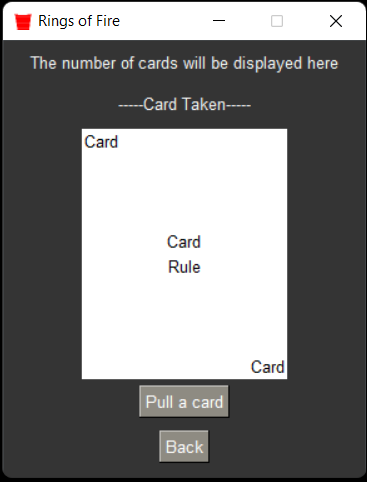 Rings of Fire
The number of cards will be displayed here
-----Card Taken-----
Card
Card
Rule
Card
Pull a card
Back